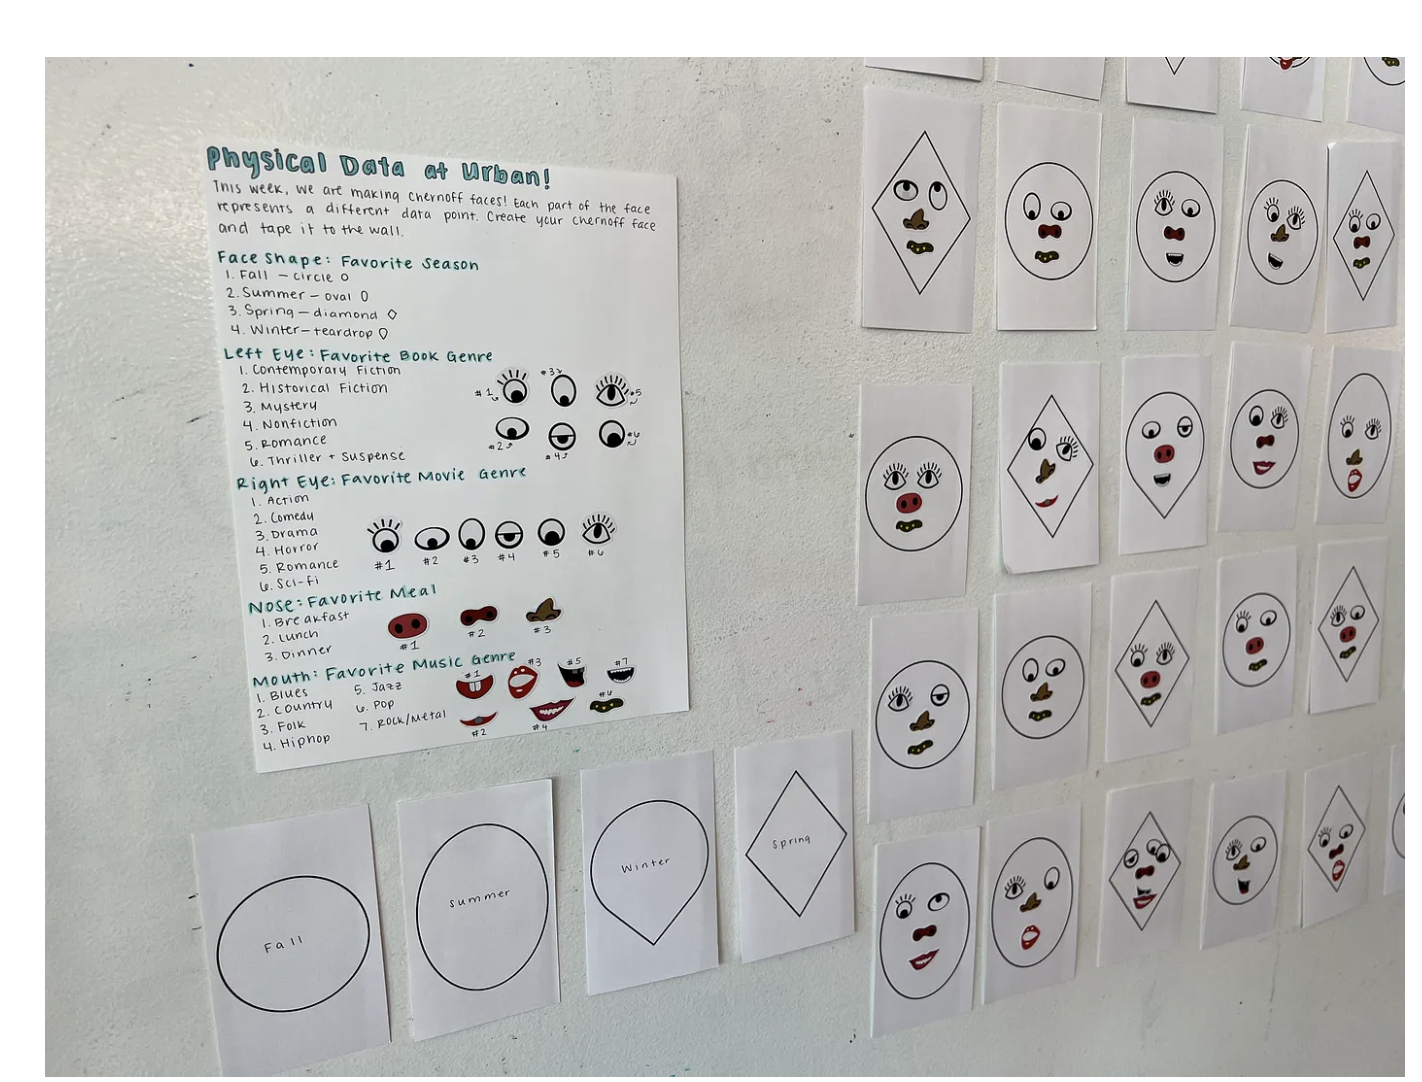 Physical Data at Urban!
This week, we are making chernoff faces! Each part of the face
represents a different data point. Create your chernoff face
and tape it to the wall.
Face Shape: Favorite Season
1. Fall – circle O
2. Summer – oval 0
3. Spring – diamond ◇
4. Winter – teardrop
Left Eye: Favorite Book Genre
1. Contemporary Fiction
2. Historical Fiction
3. Mystery
4. Nonfiction
5. Romance
6. Thriller + Suspense
#1
#3
#5
#2
#4
#6
Right Eye: Favorite Movie Genre
1. Action
2. Comedy
3. Drama
4. Horror
5. Romance
6. Sci-fi
#1 #2 #3 #4 #5 #6
Nose: Favorite Meal
1. Breakfast
2. Lunch
3. Dinner
#1 #2 #3
Mouth: Favorite Music Genre
1. Blues
2. Country
3. Folk
4. Hiphop
5. Jazz
6. Pop
7. Rock/Metal
#1 #3 #5 #7
#2 #4 #6
Fall
Summer
Winter
Spring